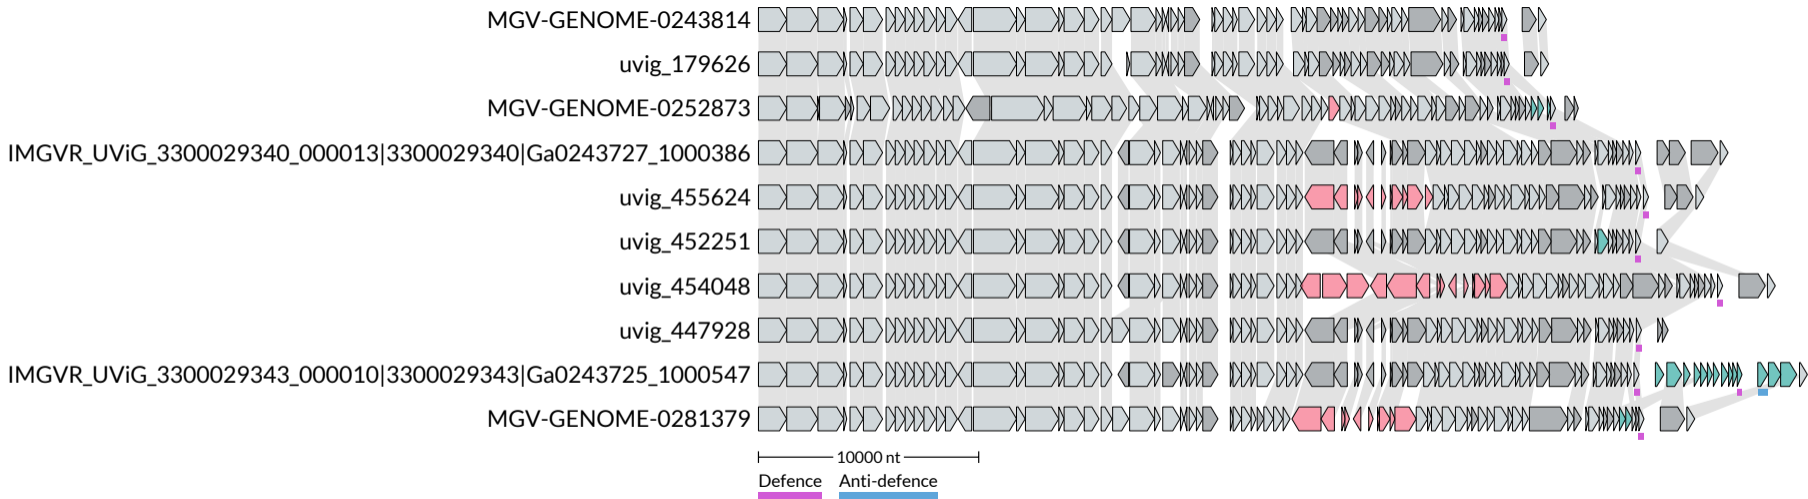 MGV-GENOME-0243814
uvig_179626
MGV-GENOME-0252873
IMGVR_UViG_3300029340_000013|3300029340|Ga0243727_1000386
uvig_455624
uvig_452251
uvig_454048
uvig_447928
IMGVR_UViG_3300029343_000010|3300029343|Ga0243725_1000547
MGV-GENOME-0281379
10000 nt
Defence Anti-defence